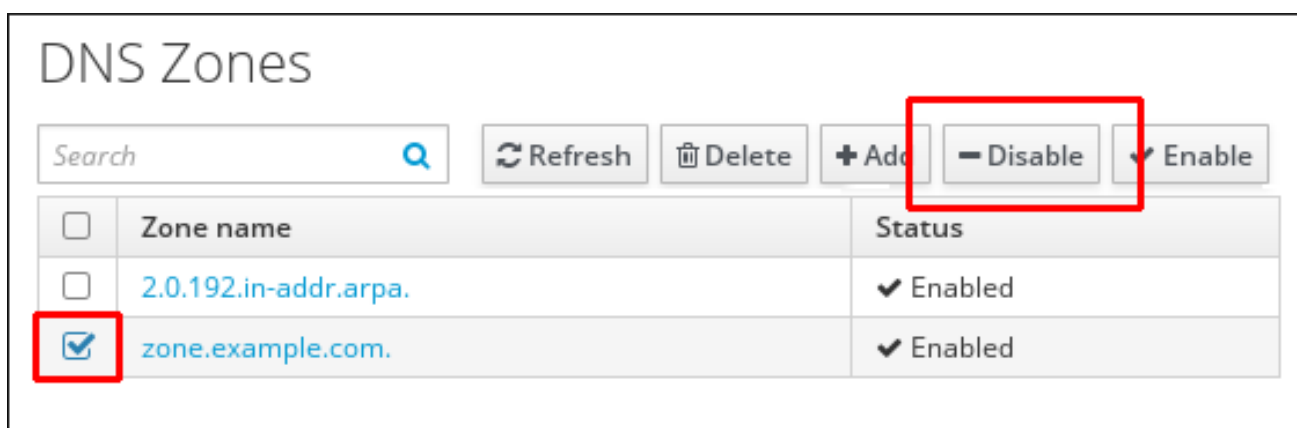 DNS Zones
Search Refresh Delete Add Disable Enable
Zone name Status
2.0.192.in-addr.arpa. Enabled
zone.example.com. Enabled